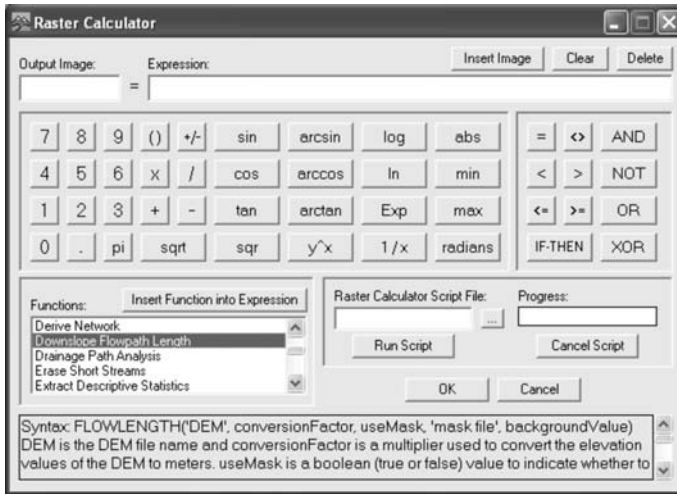 Raster Calculator
Output Image:
Expression:
Insert Image
Clear
Delete
=
7 8 9 () +/- sin arcsin log abs
4 5 6 x / cos arccos ln min
1 2 3 + - tan arctan Exp max
0 . pi sqrt sqr y^x 1/x radians
= <> AND
< > NOT
<= >= OR
IF-THEN XOR
Functions:
Insert Function into Expression
Derive Network
Downslope Flowpath Length
Drainage Path Analysis
Erase Short Streams
Extract Descriptive Statistics
Raster Calculator Script File:
...
Run Script
Progress:
Cancel Script
OK
Cancel
Syntax: FLOWLENGTH('DEM', conversionFactor, useMask, 'mask file', backgroundValue)
DEM is the DEM file name and conversionFactor is a multiplier used to convert the elevation
values of the DEM to meters. useMask is a boolean (true or false) value to indicate whether to